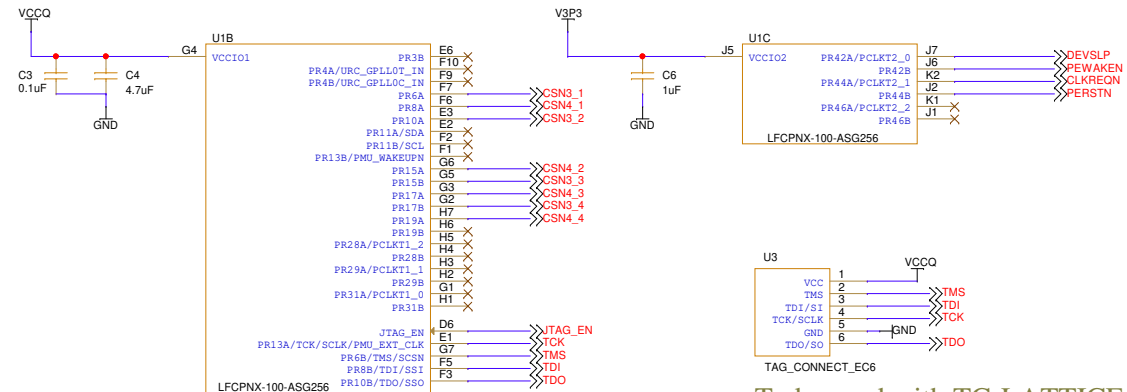 VCCQ
C3
0.1uF
C4
4.7uF
GND
G4
U1B
VCCIO1
PR3B E6
PR4A/URC_GPLL0T_IN F10
PR4B/URC_GPLL0C_IN F9
PR6A F7 CSN3_1
PR8A F6 CSN4_1
PR10A E3 CSN3_2
PR11A/SDA E2
PR11B/SCL F2
PR13B/PMU_WAKEUPN F1
PR15A G6 CSN4_2
PR15B G5 CSN3_3
PR17A G3 CSN4_3
PR17B G2 CSN3_4
PR19A H7 CSN4_4
PR19B H6
PR28A/PCLKT1_2 H5
PR28B H4
PR29A/PCLKT1_1 H3
PR29B H2
PR31A/PCLKT1_0 G1
PR31B H1
JTAG_EN D6 JTAG_EN
PR13A/TCK/SCLK/PMU_EXT_CLK E1 TCK
PR6B/TMS/SCSN G7 TMS
PR8B/TDI/SSI F5 TDI
PR10B/TDO/SSO F3 TDO
LFCPNX-100-ASG256
V3P3
C6
1uF
GND
J5
U1C
VCCIO2
PR42A/PCLKT2_0 J7 DEVSLP
PR42B J6 PEWAKEN
PR44A/PCLKT2_1 K2 CLKREQN
PR44B J2 PERSTN
PR46A/PCLKT2_2 K1
PR46B J1
LFCPNX-100-ASG256
U3
VCCQ
VCC 1
TMS 2 TMS
TDI/SI 3 TDI
TCK/SCLK 4 TCK
GND 5 GND
TDO/SO 6 TDO
TAG_CONNECT_EC6